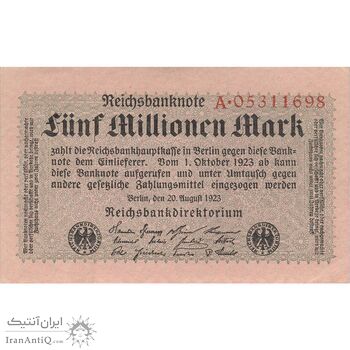 Reichsbanknote
A·05311698
Fünf Millionen Mark
zahlt die Reichsbankhauptkasse in Berlin gegen diese Bank-
note dem Einlieferer. Vom 1. Oktober 1923 ab kann
diese Banknote aufgerufen und unter Umtausch gegen
andere gesetzliche Zahlungsmittel eingezogen werden
Berlin, den 20. August 1923
Reichsbankdirektorium
ایران آنتیک
IranAntiQ.com